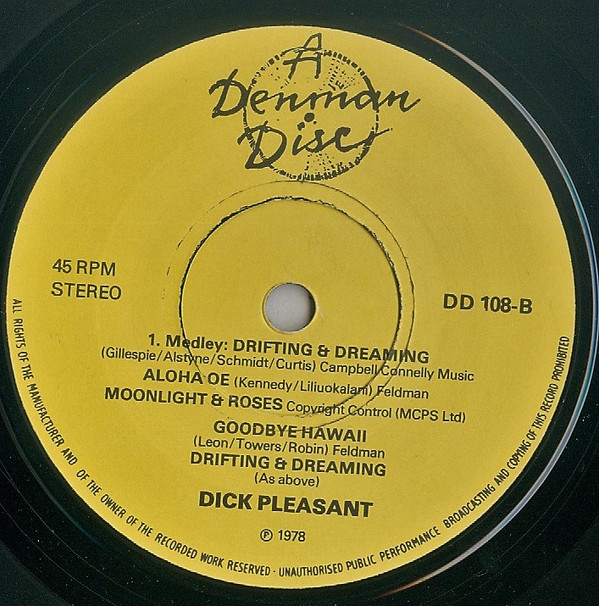 A
Denman
Disc
45 RPM
STEREO
DD 108-B
1. Medley: DRIFTING & DREAMING
(Gillespie/Alstyne/Schmidt/Curtis) Campbell Connelly Music
ALOHA OE (Kennedy/Liliuokalani) Feldman
MOONLIGHT & ROSES Copyright Control (MCPS Ltd)
GOODBYE HAWAII
(Leon/Towers/Robin) Feldman
DRIFTING & DREAMING
(As above)
DICK PLEASANT
℗ 1978
ALL RIGHTS OF THE MANUFACTURER AND OF THE OWNER OF THE RECORDED WORK RESERVED · UNAUTHORISED PUBLIC PERFORMANCE BROADCASTING AND COPYING OF THIS RECORD PROHIBITED